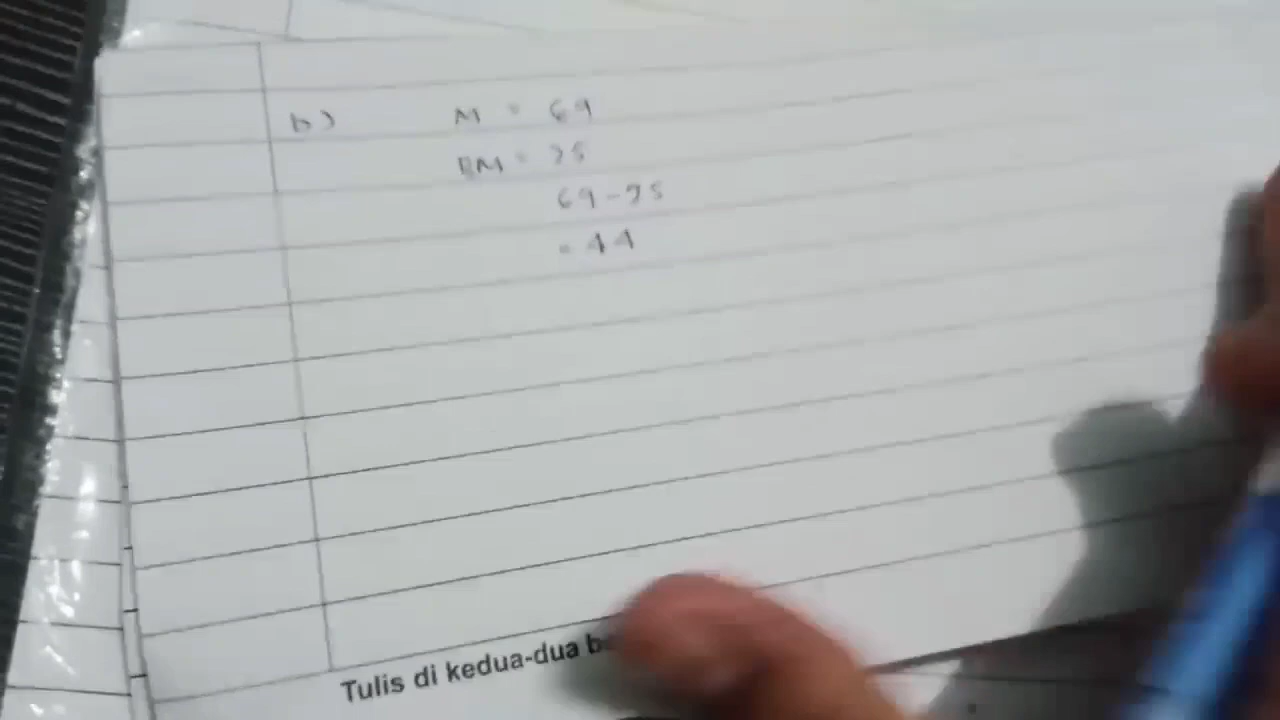 b) M = 69
BM = 25
69-25
= 44
Tulis di kedua-dua